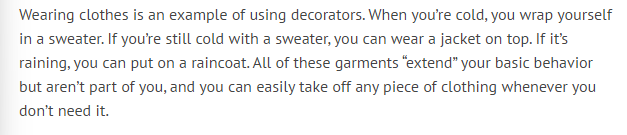 Wearing clothes is an example of using decorators. When you’re cold, you wrap yourself
in a sweater. If you’re still cold with a sweater, you can wear a jacket on top. If it’s
raining, you can put on a raincoat. All of these garments “extend” your basic behavior
but aren’t part of you, and you can easily take off any piece of clothing whenever you
don’t need it.